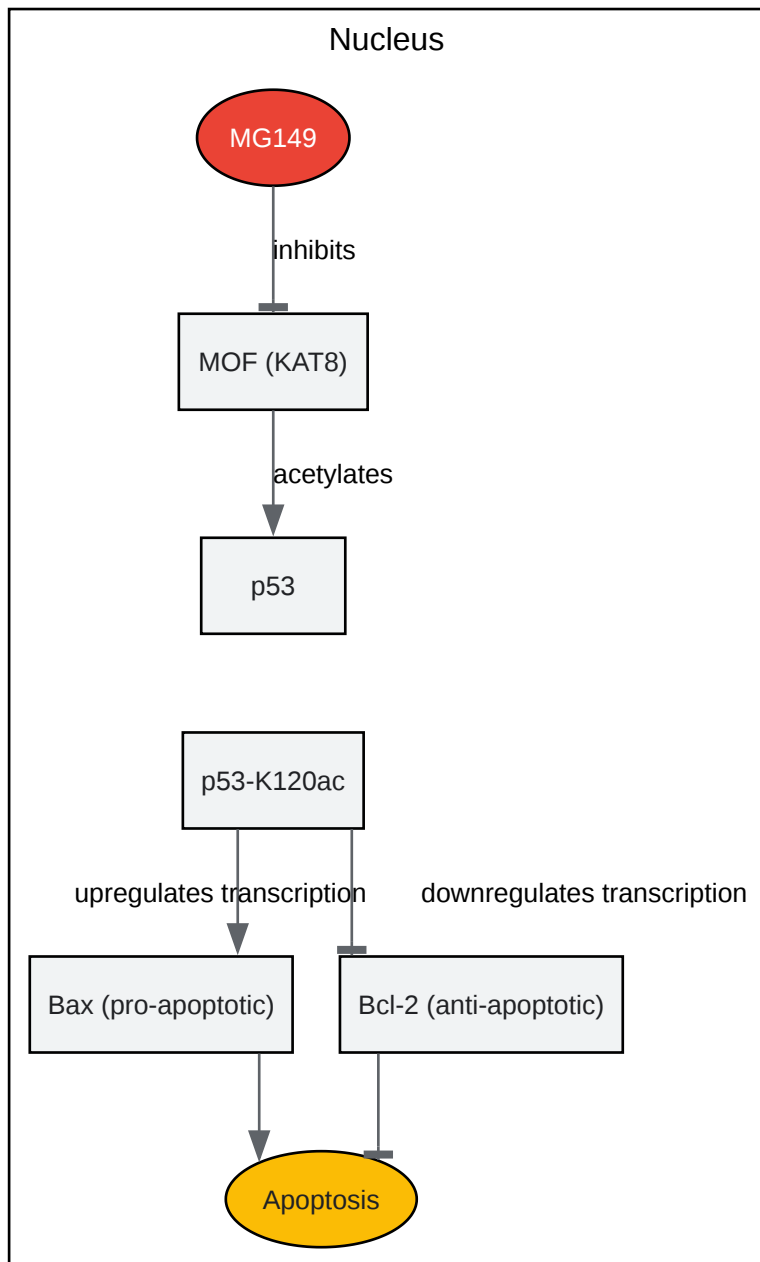 Nucleus
MG149
inhibits
MOF (KAT8)
acetylates
p53
p53-K120ac
upregulates transcription
downregulates transcription
Bax (pro-apoptotic)
Bcl-2 (anti-apoptotic)
Apoptosis